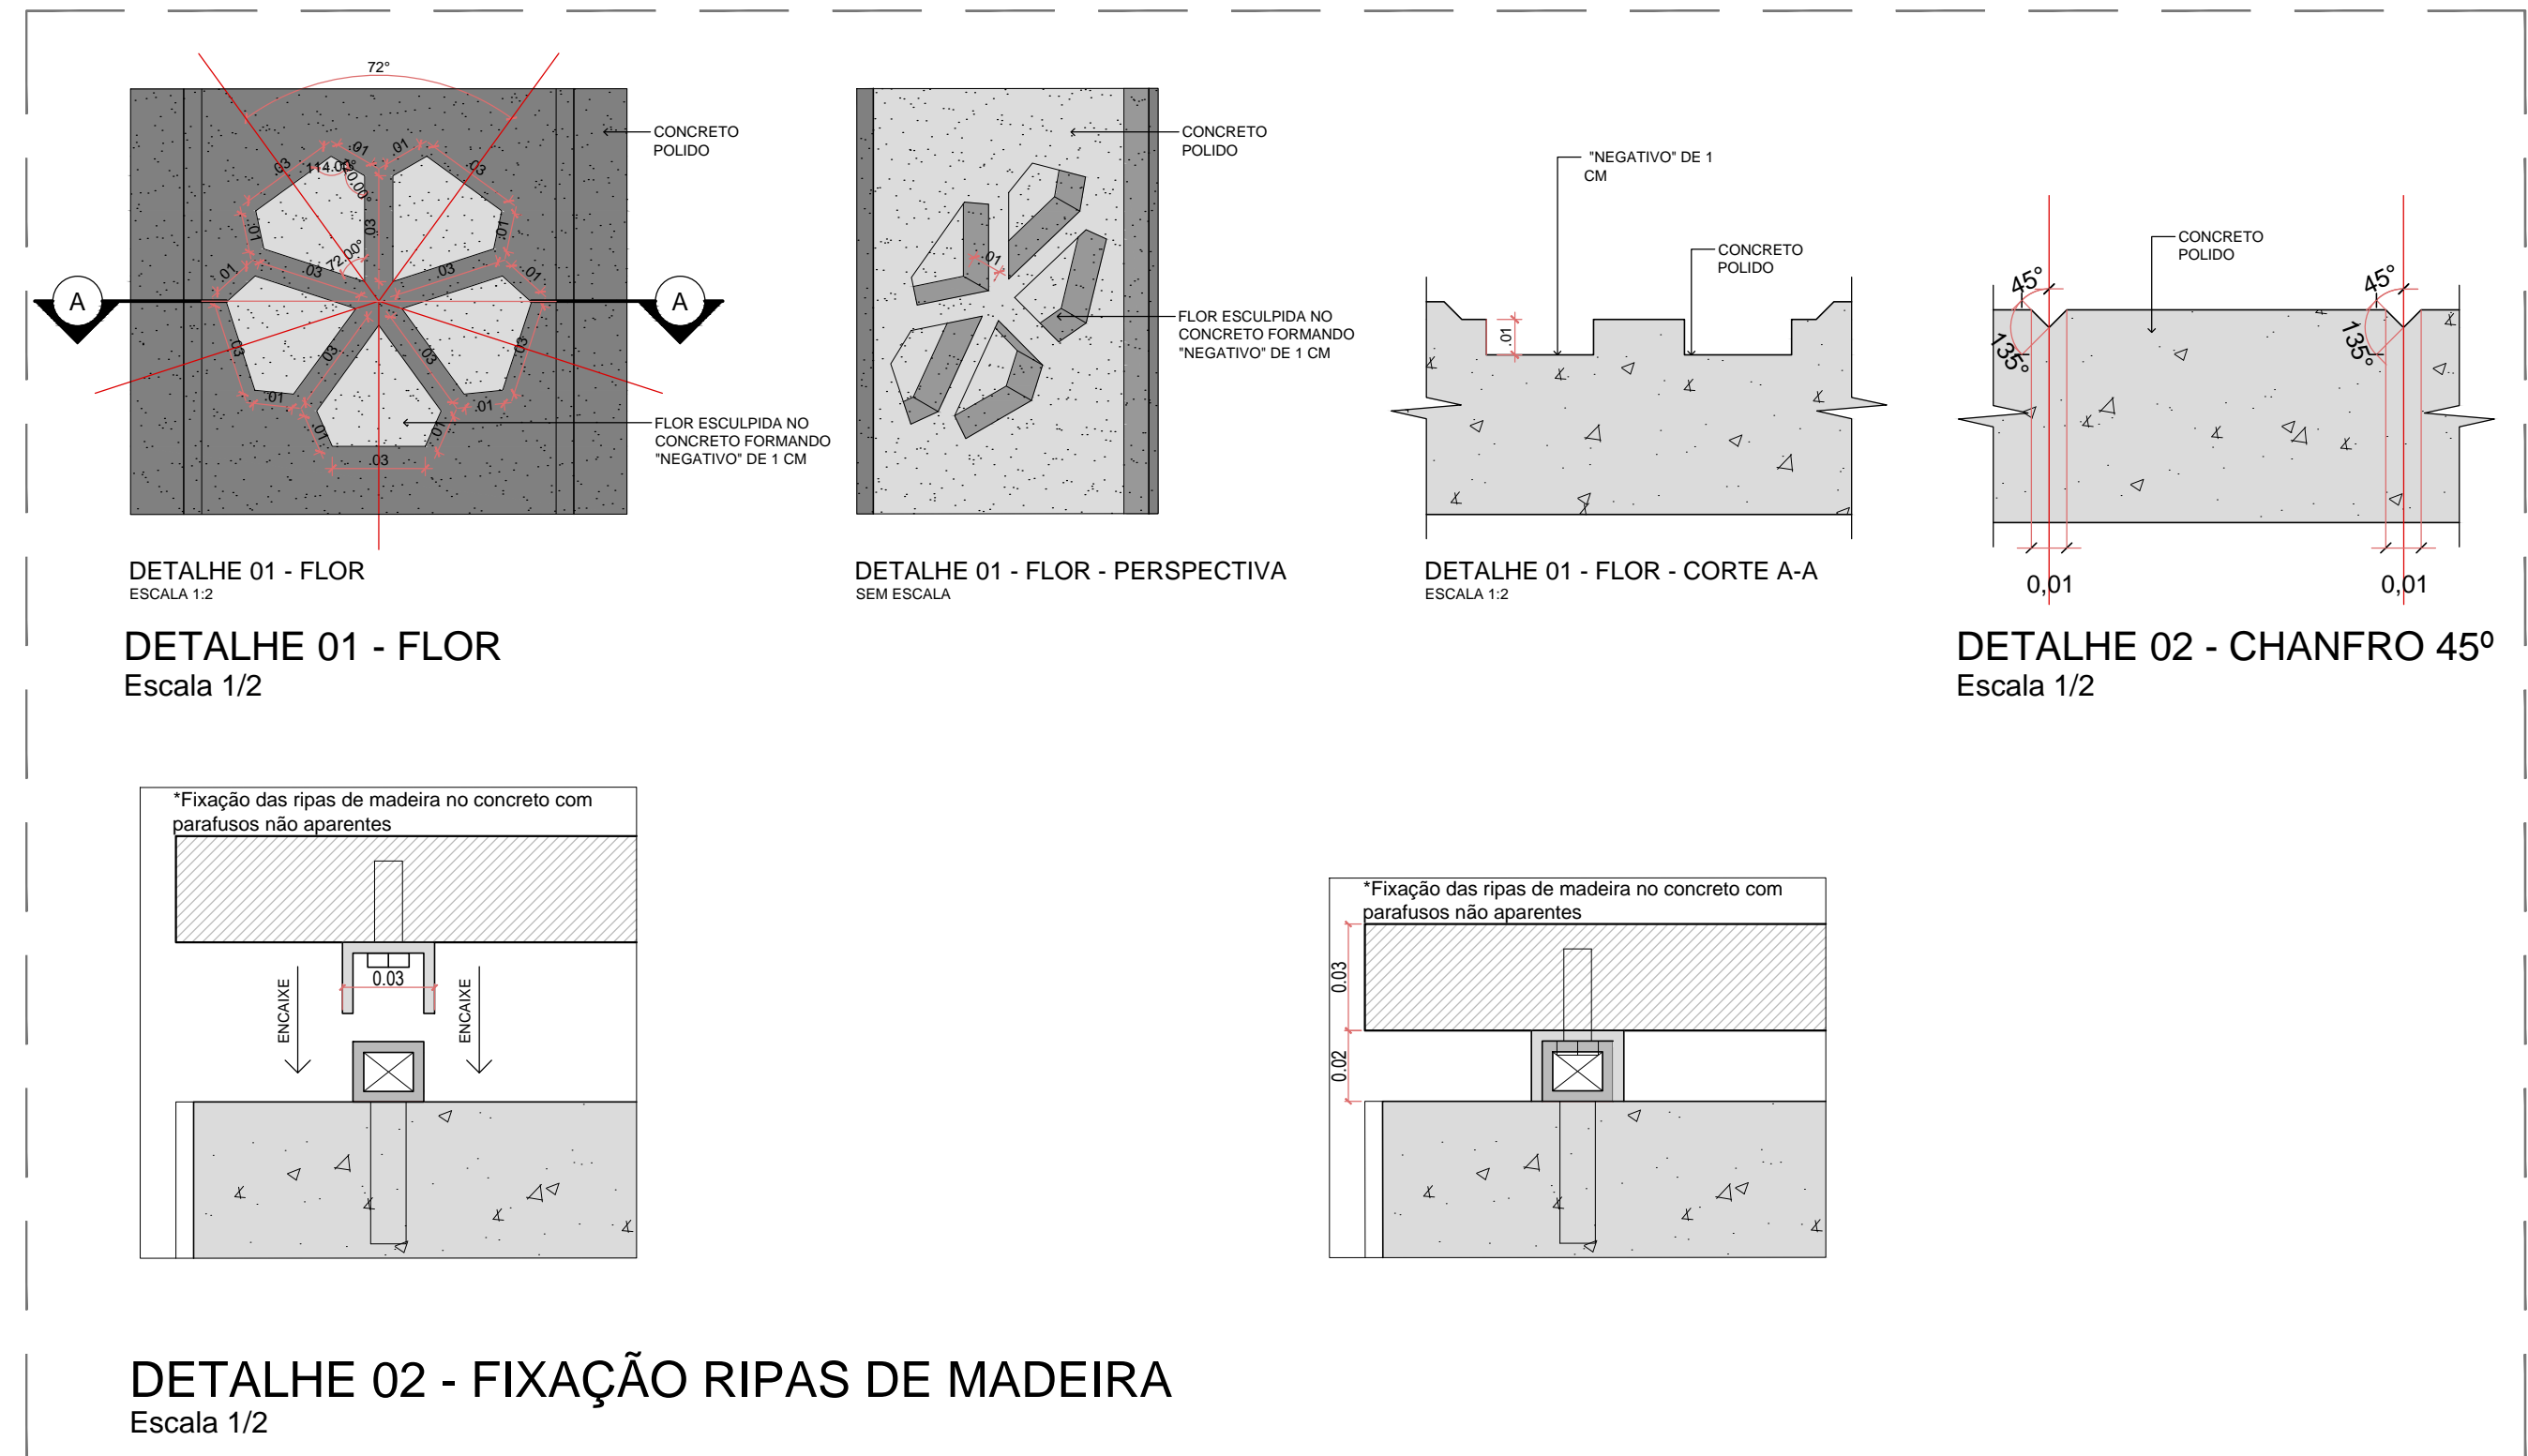 72°
CONCRETO
POLIDO
.03
.01
.01
.03
114.00°
120.00°
.01
.03
.01
.01
.03
72.00°
.03
.01
A
A
.03
.03
.03
.03
.01
.01
.01
.01
.03
FLOR ESCULPIDA NO
CONCRETO FORMANDO
"NEGATIVO" DE 1 CM
DETALHE 01 - FLOR
ESCALA 1:2
CONCRETO
POLIDO
.01
FLOR ESCULPIDA NO
CONCRETO FORMANDO
"NEGATIVO" DE 1 CM
DETALHE 01 - FLOR - PERSPECTIVA
SEM ESCALA
"NEGATIVO" DE 1
CM
CONCRETO
POLIDO
.01
DETALHE 01 - FLOR - CORTE A-A
ESCALA 1:2
CONCRETO
POLIDO
45°
135°
45°
135°
0,01
0,01
DETALHE 01 - FLOR
Escala 1/2
DETALHE 02 - CHANFRO 45º
Escala 1/2
*Fixação das ripas de madeira no concreto com
parafusos não aparentes
0.03
ENCAIXE
ENCAIXE
*Fixação das ripas de madeira no concreto com
parafusos não aparentes
0.03
0.02
DETALHE 02 - FIXAÇÃO RIPAS DE MADEIRA
Escala 1/2